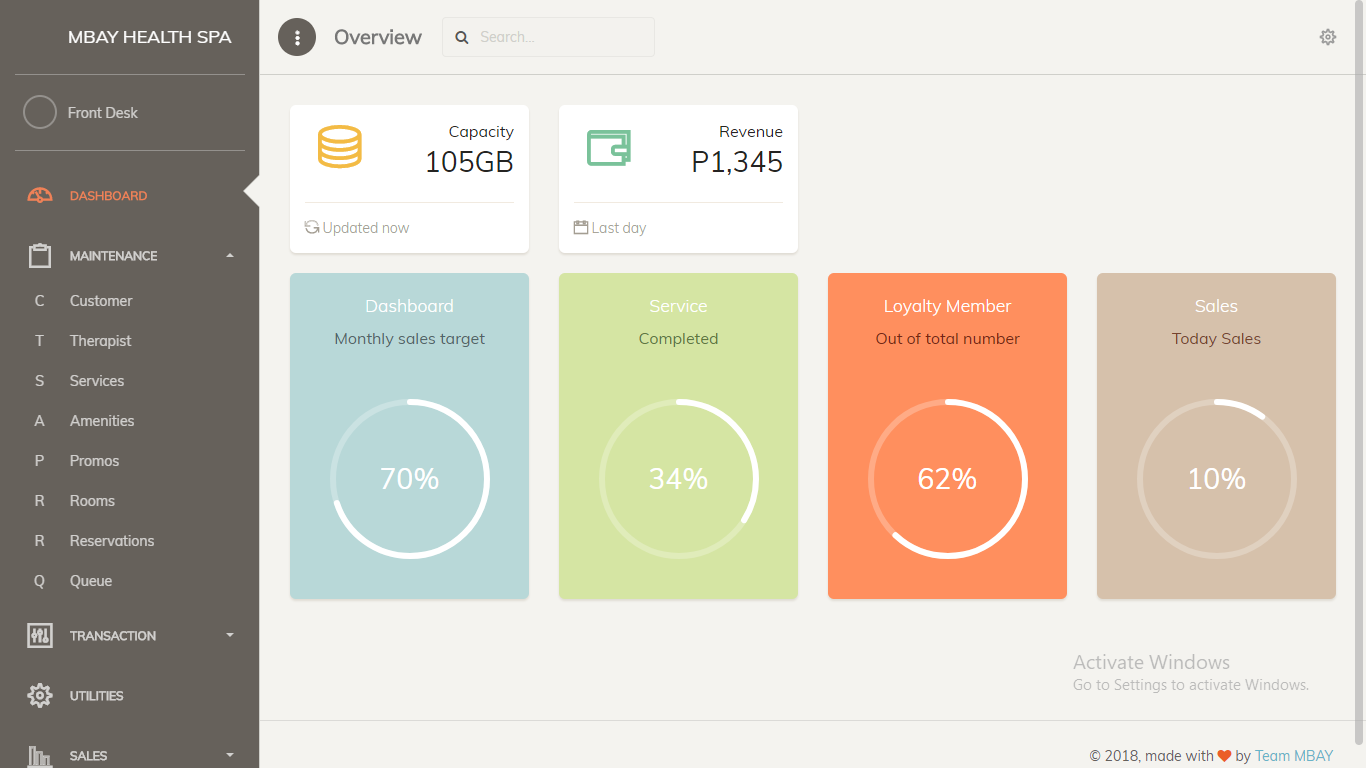 MBAY HEALTH SPA
Front Desk
DASHBOARD
MAINTENANCE
C Customer
T Therapist
S Services
A Amenities
P Promos
R Rooms
R Reservations
Q Queue
TRANSACTION
UTILITIES
SALES
Overview
Search...
Capacity
105GB
Updated now
Revenue
P1,345
Last day
Dashboard
Monthly sales target
70%
Service
Completed
34%
Loyalty Member
Out of total number
62%
Sales
Today Sales
10%
Activate Windows
Go to Settings to activate Windows.
© 2018, made with by Team MBAY